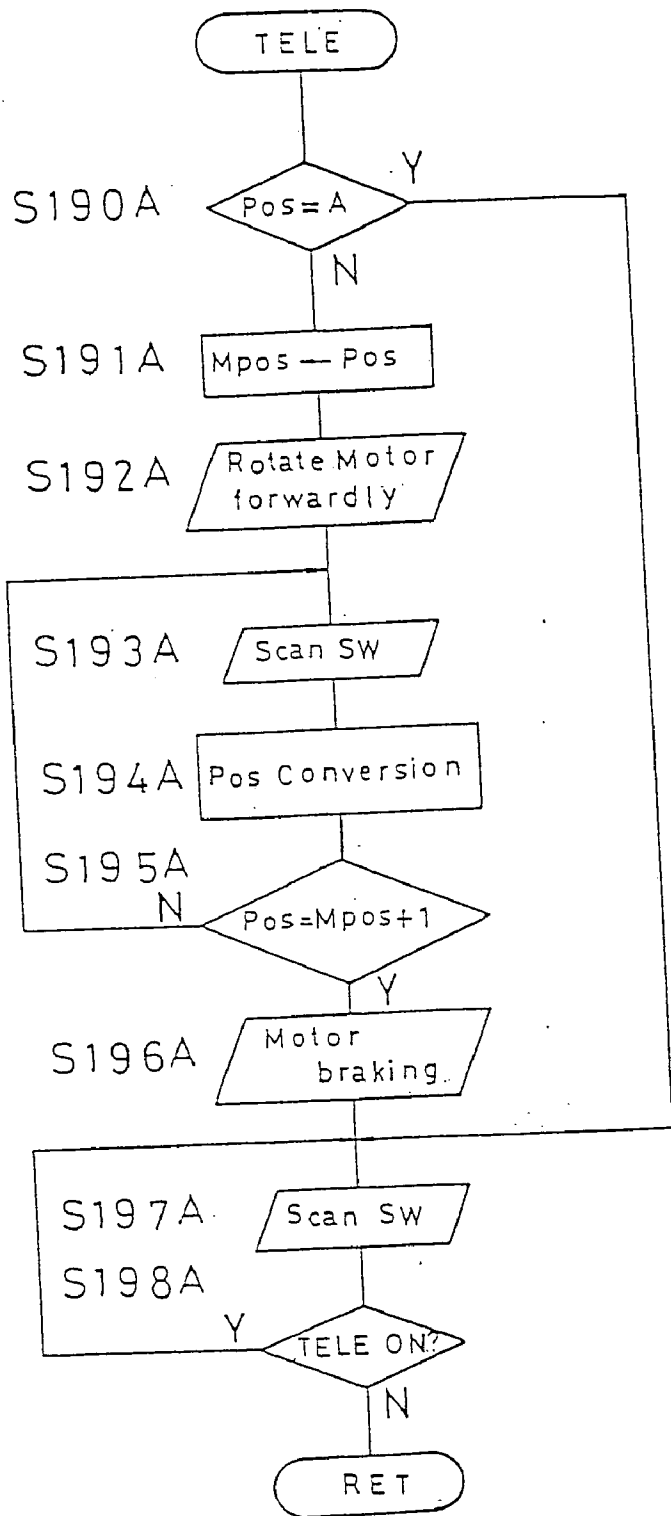 TELE
Y
S190A
Pos=A
N
S191A
Mpos — Pos
S192A
Rotate Motor
forwardly
S193A
Scan SW
S194A
Pos Conversion
S195A
N
Pos=Mpos+1
Y
S196A
Motor
braking
S197A
Scan SW
S198A
Y
TELE ON?
N
RET